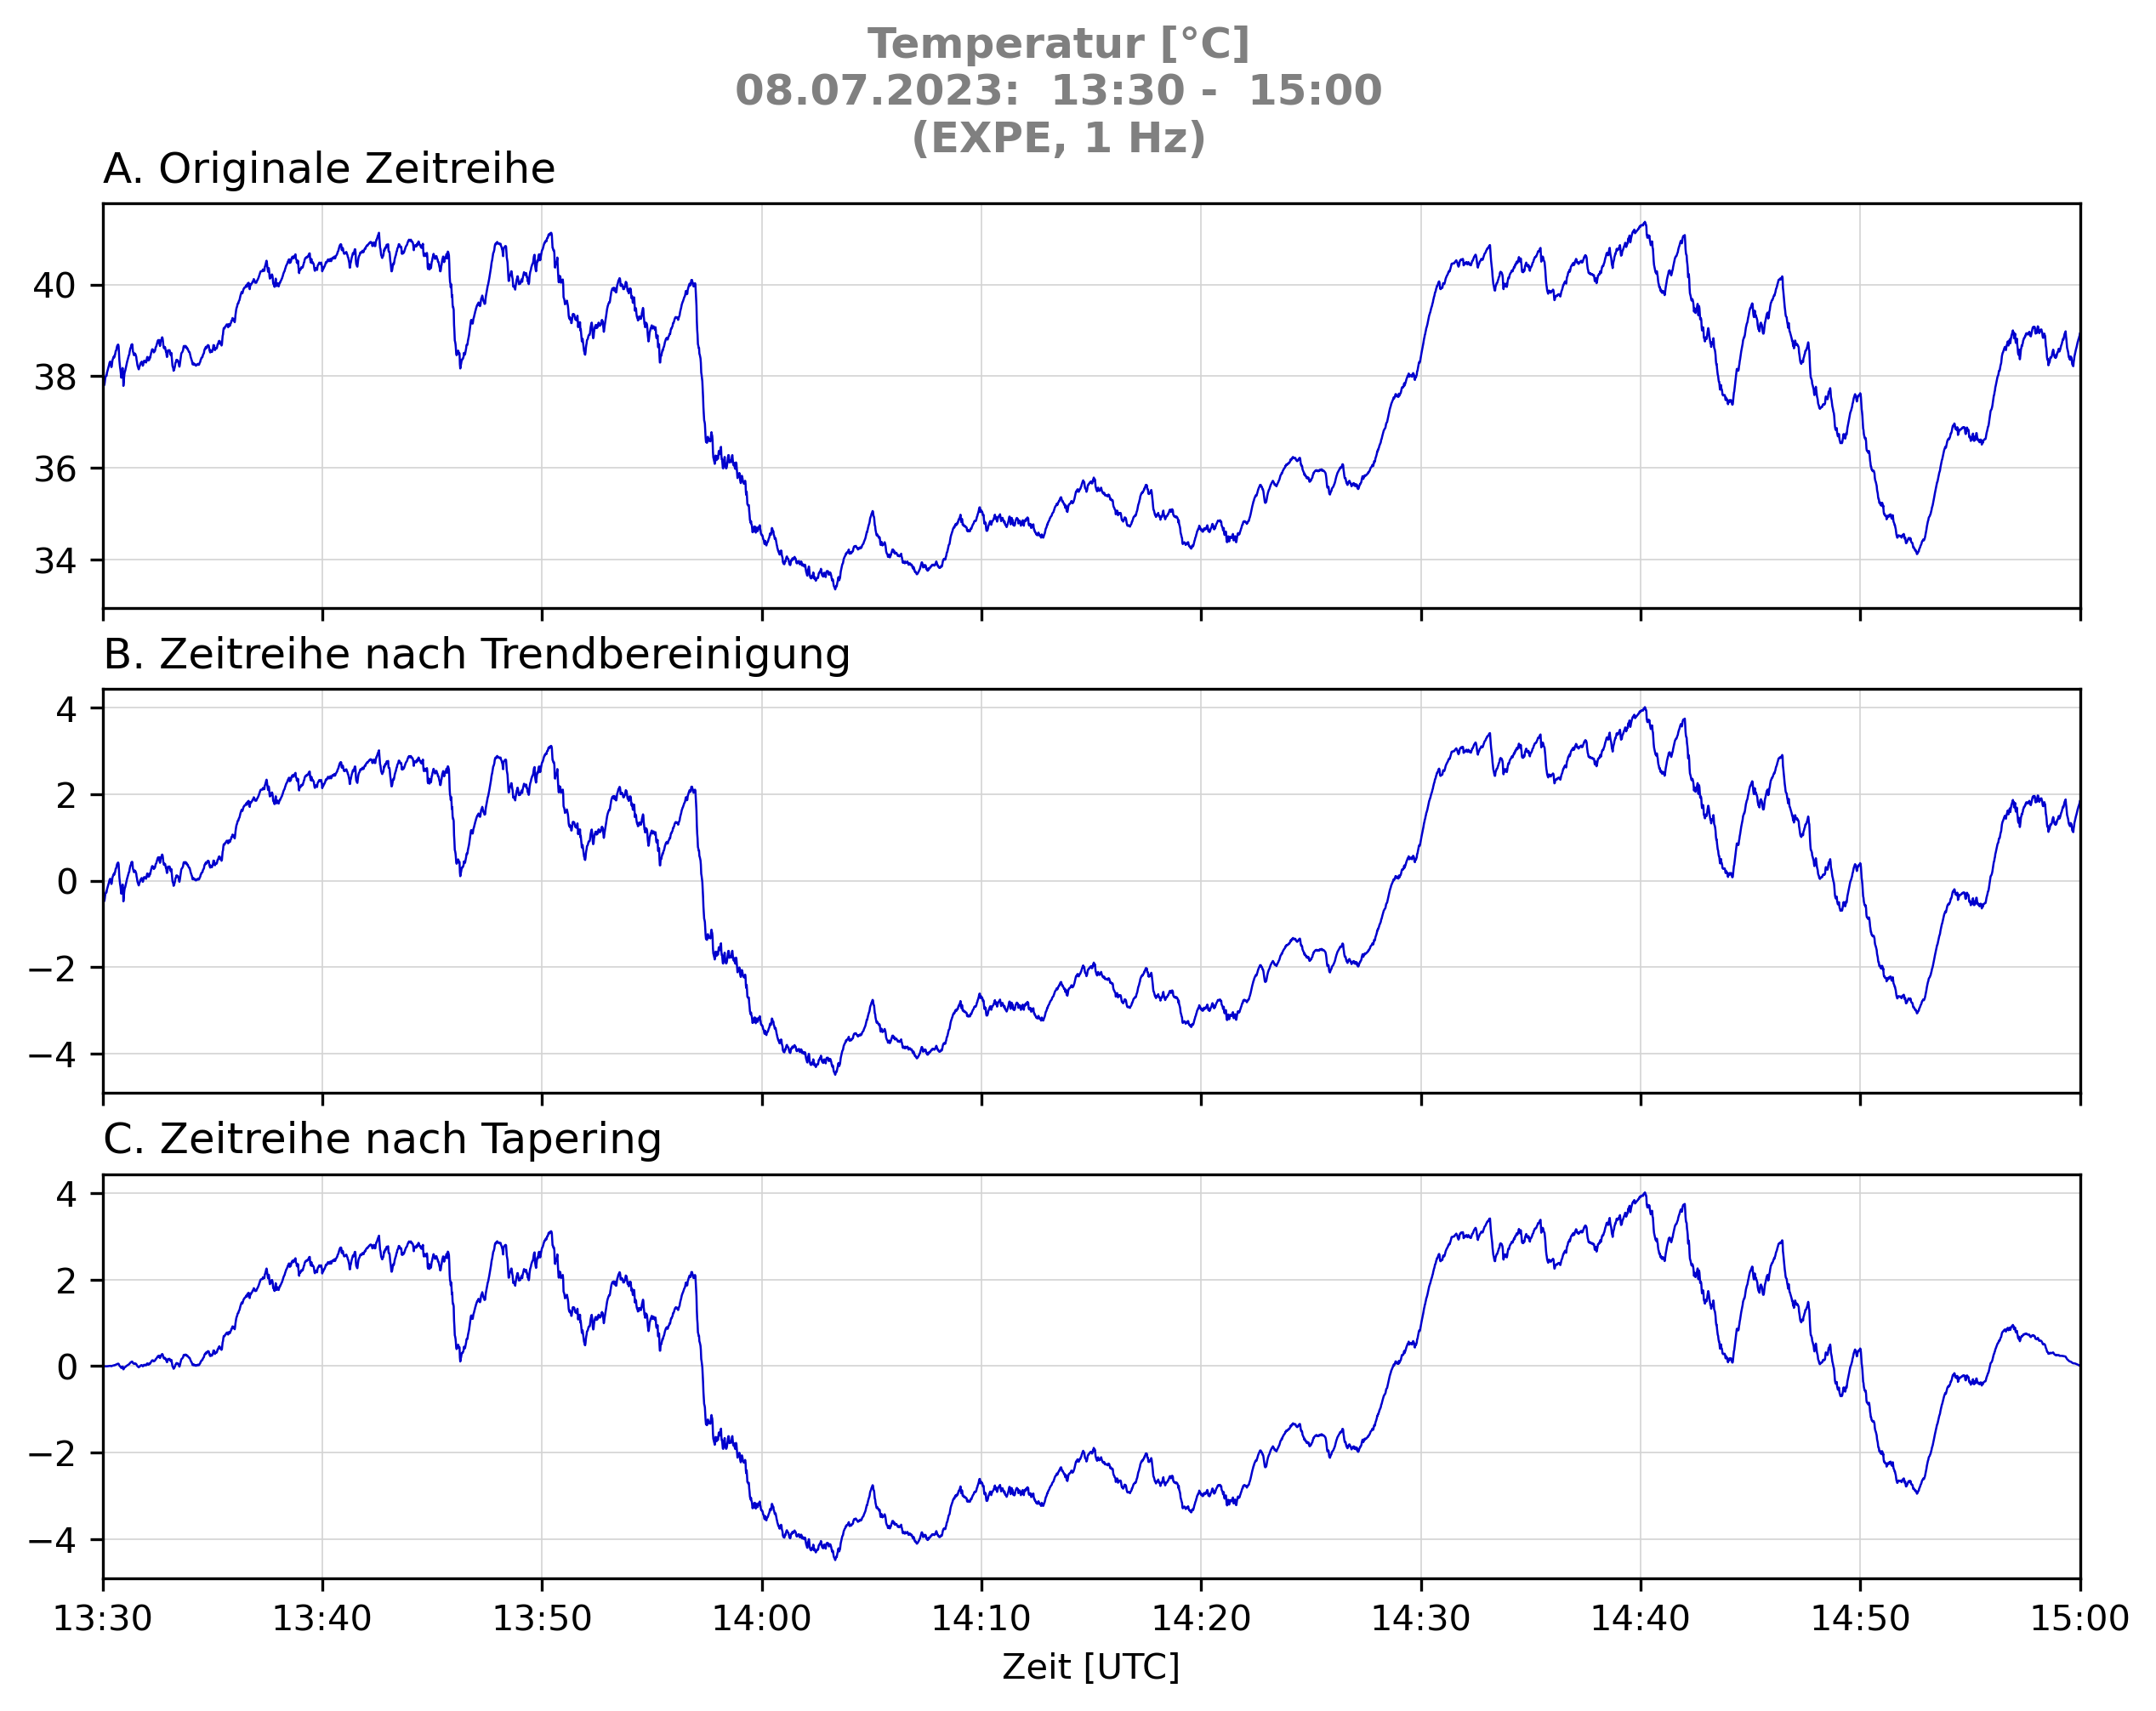 Temperatur [°C]
08.07.2023:  13:30 -  15:00
(EXPE, 1 Hz)
A. Originale Zeitreihe
40
38
36
34
B. Zeitreihe nach Trendbereinigung
4
2
0
−2
−4
C. Zeitreihe nach Tapering
4
2
0
−2
−4
13:30 13:40 13:50 14:00 14:10 14:20 14:30 14:40 14:50 15:00
Zeit [UTC]